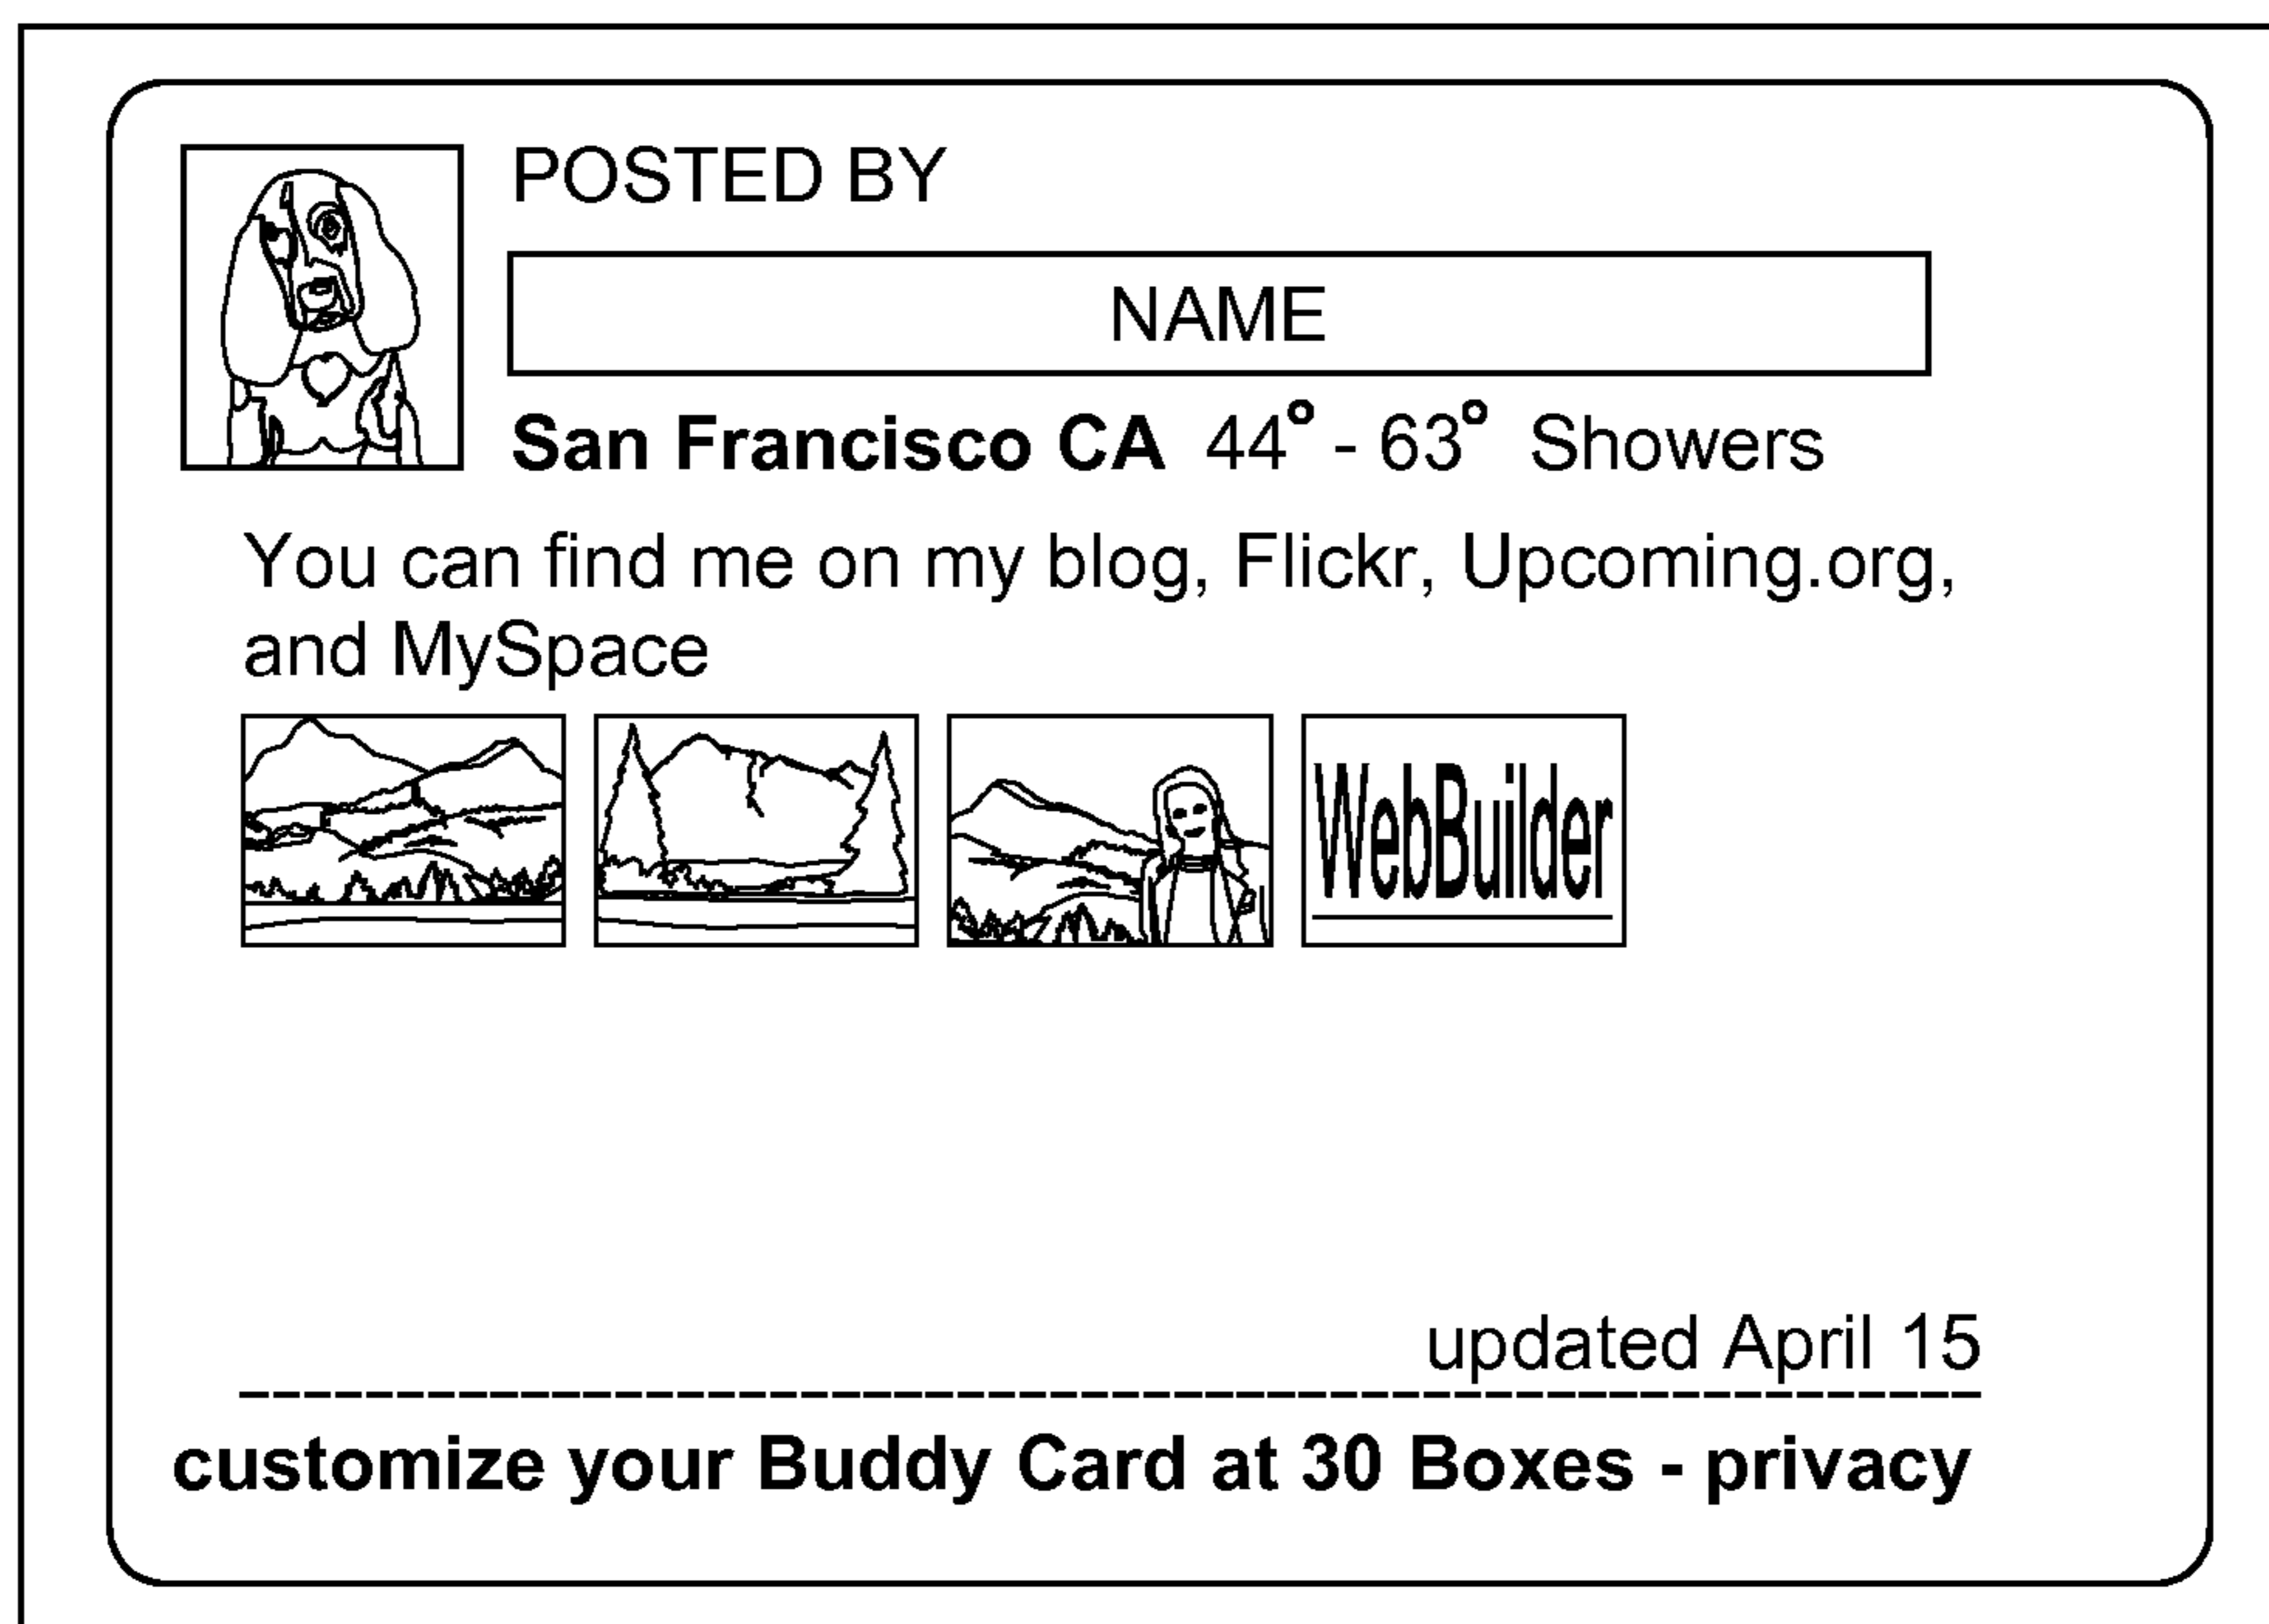 POSTED BY
NAME
San Francisco CA 44° - 63° Showers
You can find me on my blog, Flickr, Upcoming.org,
and MySpace
WebBuilder
updated April 15
customize your Buddy Card at 30 Boxes - privacy